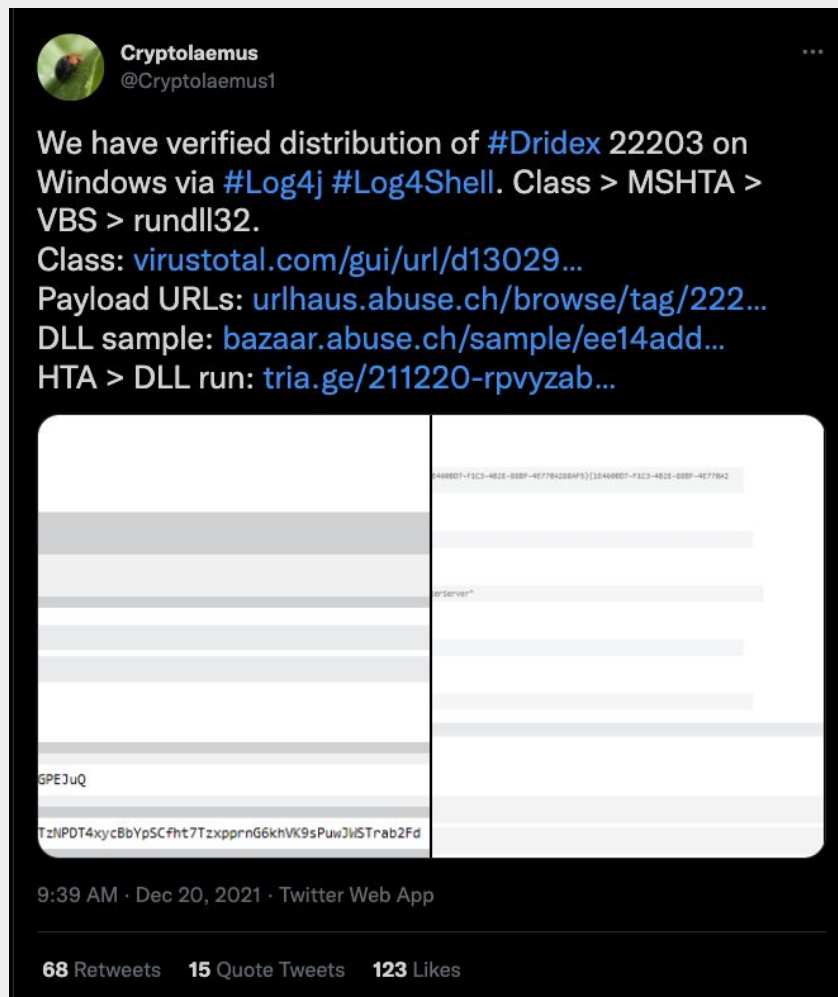 Cryptolaemus
@Cryptolaemus1
We have verified distribution of #Dridex 22203 on
Windows via #Log4j #Log4Shell. Class > MSHTA >
VBS > rundll32.
Class: virustotal.com/gui/url/d13029...
Payload URLs: urlhaus.abuse.ch/browse/tag/222...
DLL sample: bazaar.abuse.ch/sample/ee14add...
HTA > DLL run: tria.ge/211220-rpvyzab...
erServer"
GPEJuQ
TzNPDT4xycBbYpSCfht7TzxpprnG6khVK9sPuwJWSTrab2Fd
9:39 AM · Dec 20, 2021 · Twitter Web App
68 Retweets 15 Quote Tweets 123 Likes